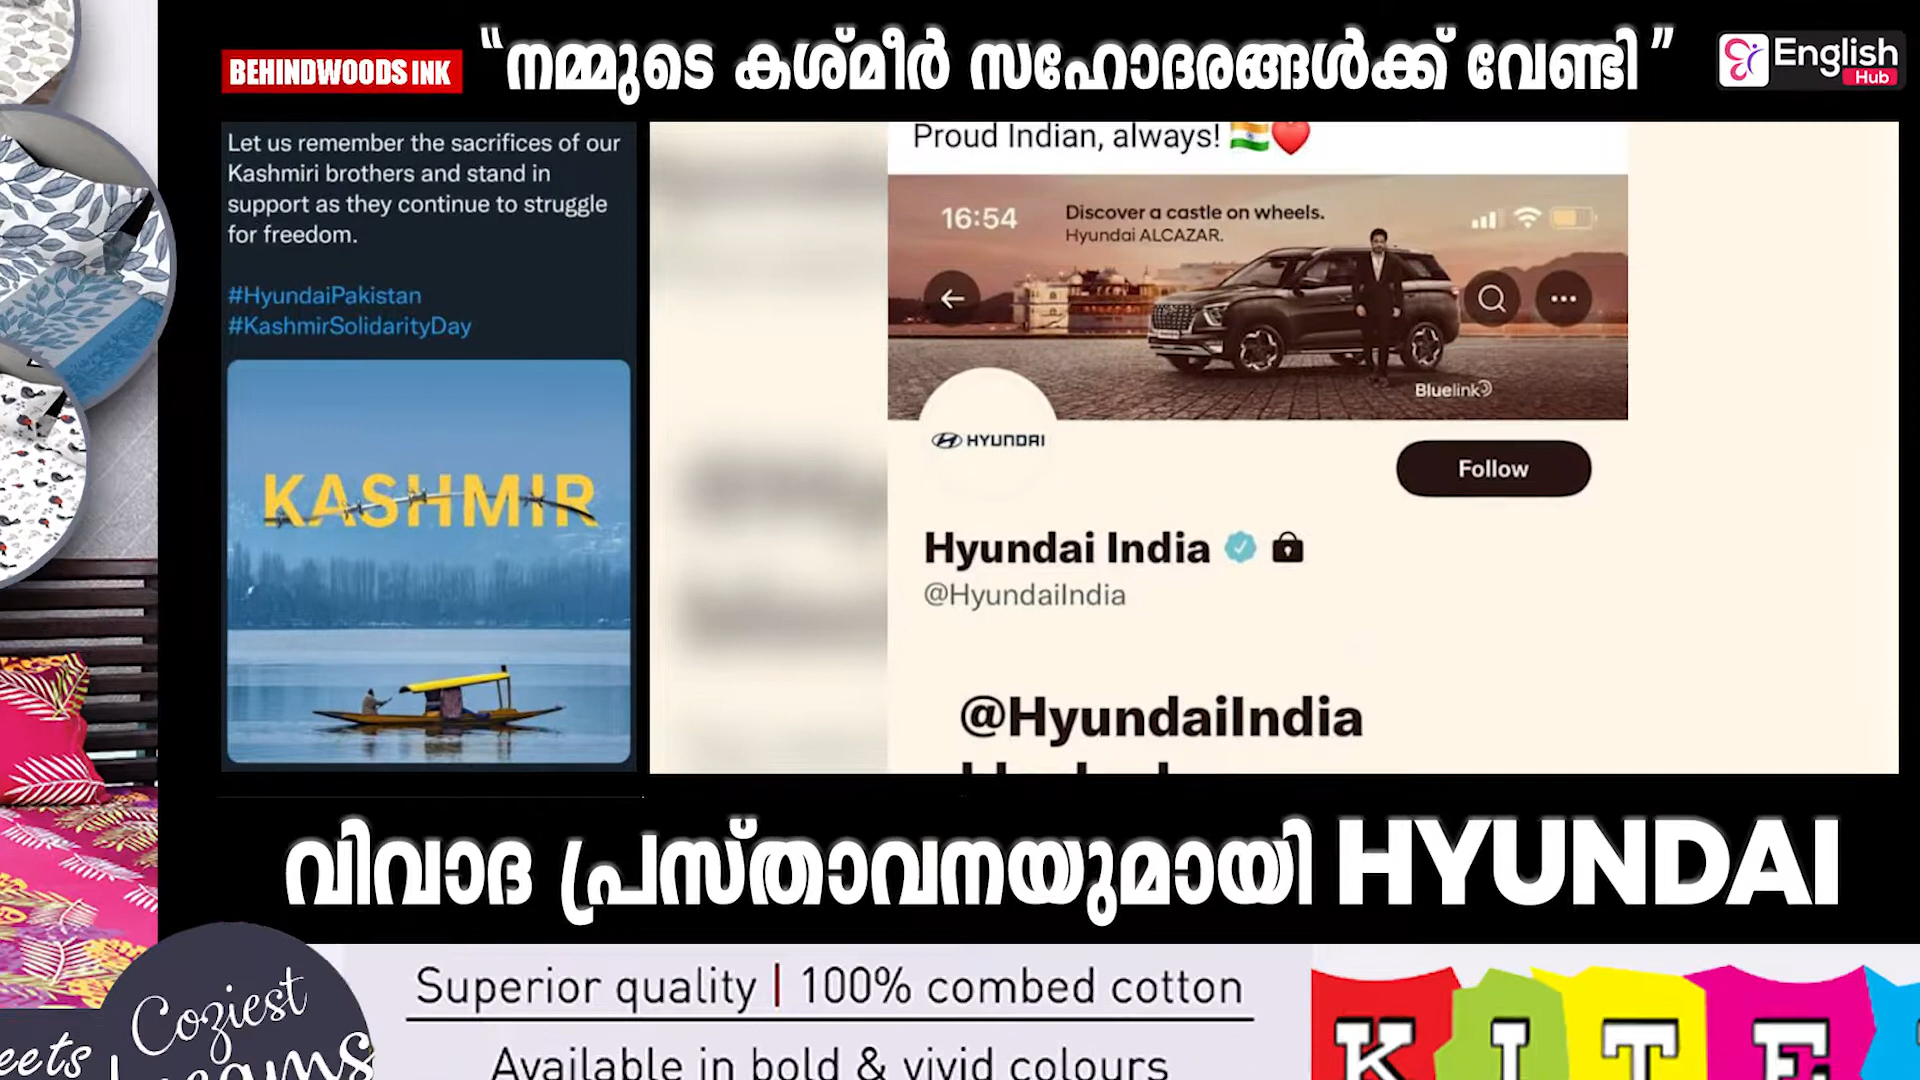 BEHINDWOODS INK
“നമ്മുടെ കശ്മീർ സഹോദരങ്ങൾക്ക് വേണ്ടി”
English
Hub
Let us remember the sacrifices of our
Kashmiri brothers and stand in
support as they continue to struggle
for freedom.
#HyundaiPakistan
#KashmirSolidarityDay
KASHMIR
Proud Indian, always! 🇮🇳❤️
16:54
Discover a castle on wheels.
Hyundai ALCAZAR.
Bluelink
HYUNDAI
Follow
Hyundai India
@HyundaiIndia
@HyundaiIndia
വിവാദ പ്രസ്താവനയുമായി HYUNDAI
Superior quality | 100% combed cotton
Available in bold & vivid colours
Coziest
KITE